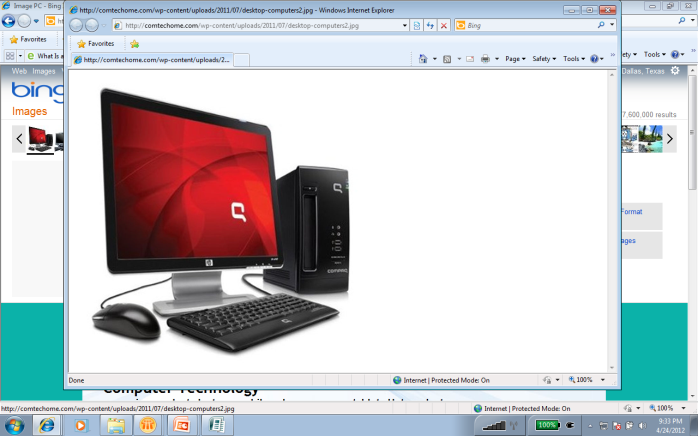 Image PC - Bing
http://comtechome.com/wp-content/uploads/2011/07/desktop-computers2.jpg - Windows Internet Explorer
http://comtechome.com/wp-content/uploads/2011/07/desktop-computers2.jpg
Bing
Favorites
Favorites
What Is a
http://comtechome.com/wp-content/uploads/2...
Page
Safety
Tools
ety
Tools
Web Images
Dallas, Texas
bing
Images
7,600,000 results
Format
ages
hp
COMPAQ
Done
Internet | Protected Mode: On
100%
Computer Technology
http://comtechome.com/wp-content/uploads/2011/07/desktop-computers2.jpg
Internet | Protected Mode: On
100%
100%
9:33 PM
4/24/2012